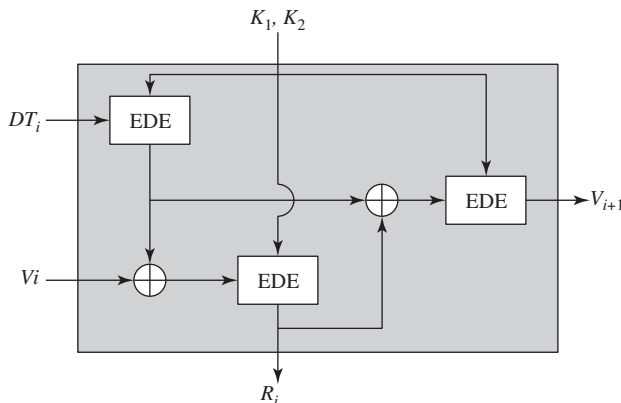 K₁, K₂
DTᵢ
EDE
EDE
Vᵢ₊₁
Vi
EDE
Rᵢ